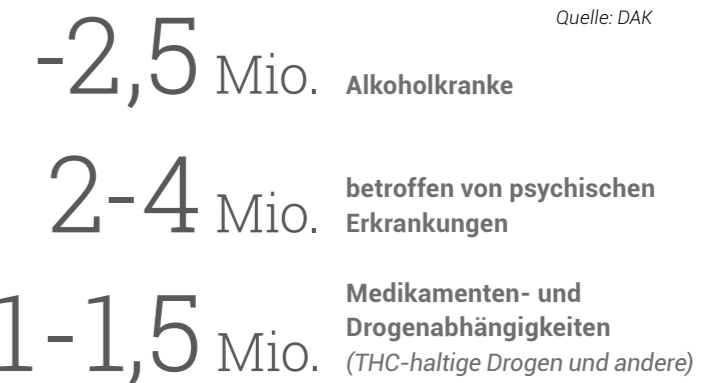 Quelle: DAK
-2,5 Mio. Alkoholkranke
2-4 Mio. betroffen von psychischen
Erkrankungen
1-1,5 Mio. Medikamenten- und
Drogenabhängigkeiten
(THC-haltige Drogen und andere)